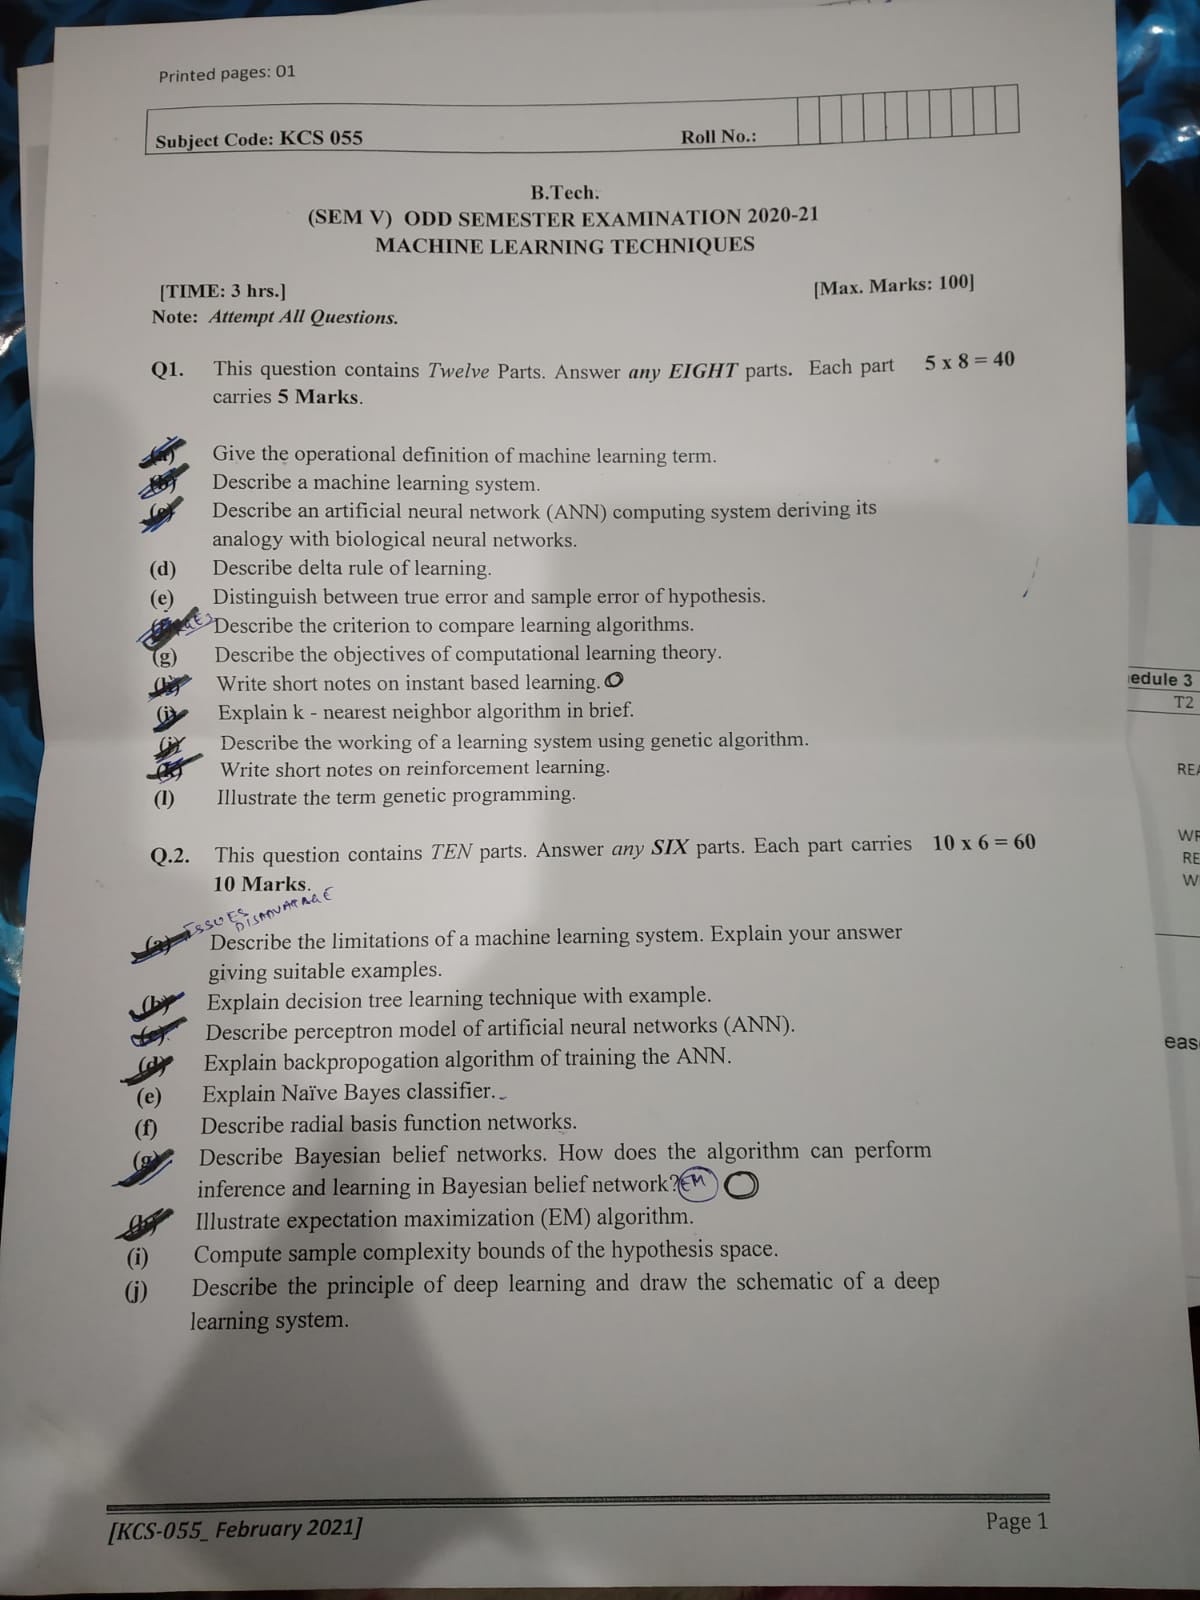 Printed pages: 01
Subject Code: KCS 055 Roll No.:
B.Tech.
(SEM V) ODD SEMESTER EXAMINATION 2020-21
MACHINE LEARNING TECHNIQUES
[TIME: 3 hrs.] [Max. Marks: 100]
Note: Attempt All Questions.
Q1. This question contains Twelve Parts. Answer any EIGHT parts. Each part 5 x 8 = 40
carries 5 Marks.
(a) Give the operational definition of machine learning term.
(b) Describe a machine learning system.
(c) Describe an artificial neural network (ANN) computing system deriving its
analogy with biological neural networks.
(d) Describe delta rule of learning.
(e) Distinguish between true error and sample error of hypothesis.
Describe the criterion to compare learning algorithms.
(g) Describe the objectives of computational learning theory.
(h) Write short notes on instant based learning.
(i) Explain k - nearest neighbor algorithm in brief.
(j) Describe the working of a learning system using genetic algorithm.
(k) Write short notes on reinforcement learning.
(l) Illustrate the term genetic programming.
Q.2. This question contains TEN parts. Answer any SIX parts. Each part carries 10 x 6 = 60
10 Marks.
ISSUES
DISADVATAGE
(a) Describe the limitations of a machine learning system. Explain your answer
giving suitable examples.
(b) Explain decision tree learning technique with example.
(c) Describe perceptron model of artificial neural networks (ANN).
(d) Explain backpropogation algorithm of training the ANN.
(e) Explain Naïve Bayes classifier.
(f) Describe radial basis function networks.
(g) Describe Bayesian belief networks. How does the algorithm can perform
inference and learning in Bayesian belief network? EM
(h) Illustrate expectation maximization (EM) algorithm.
(i) Compute sample complexity bounds of the hypothesis space.
(j) Describe the principle of deep learning and draw the schematic of a deep
learning system.
[KCS-055_ February 2021] Page 1
edule 3
T2
RE
eas